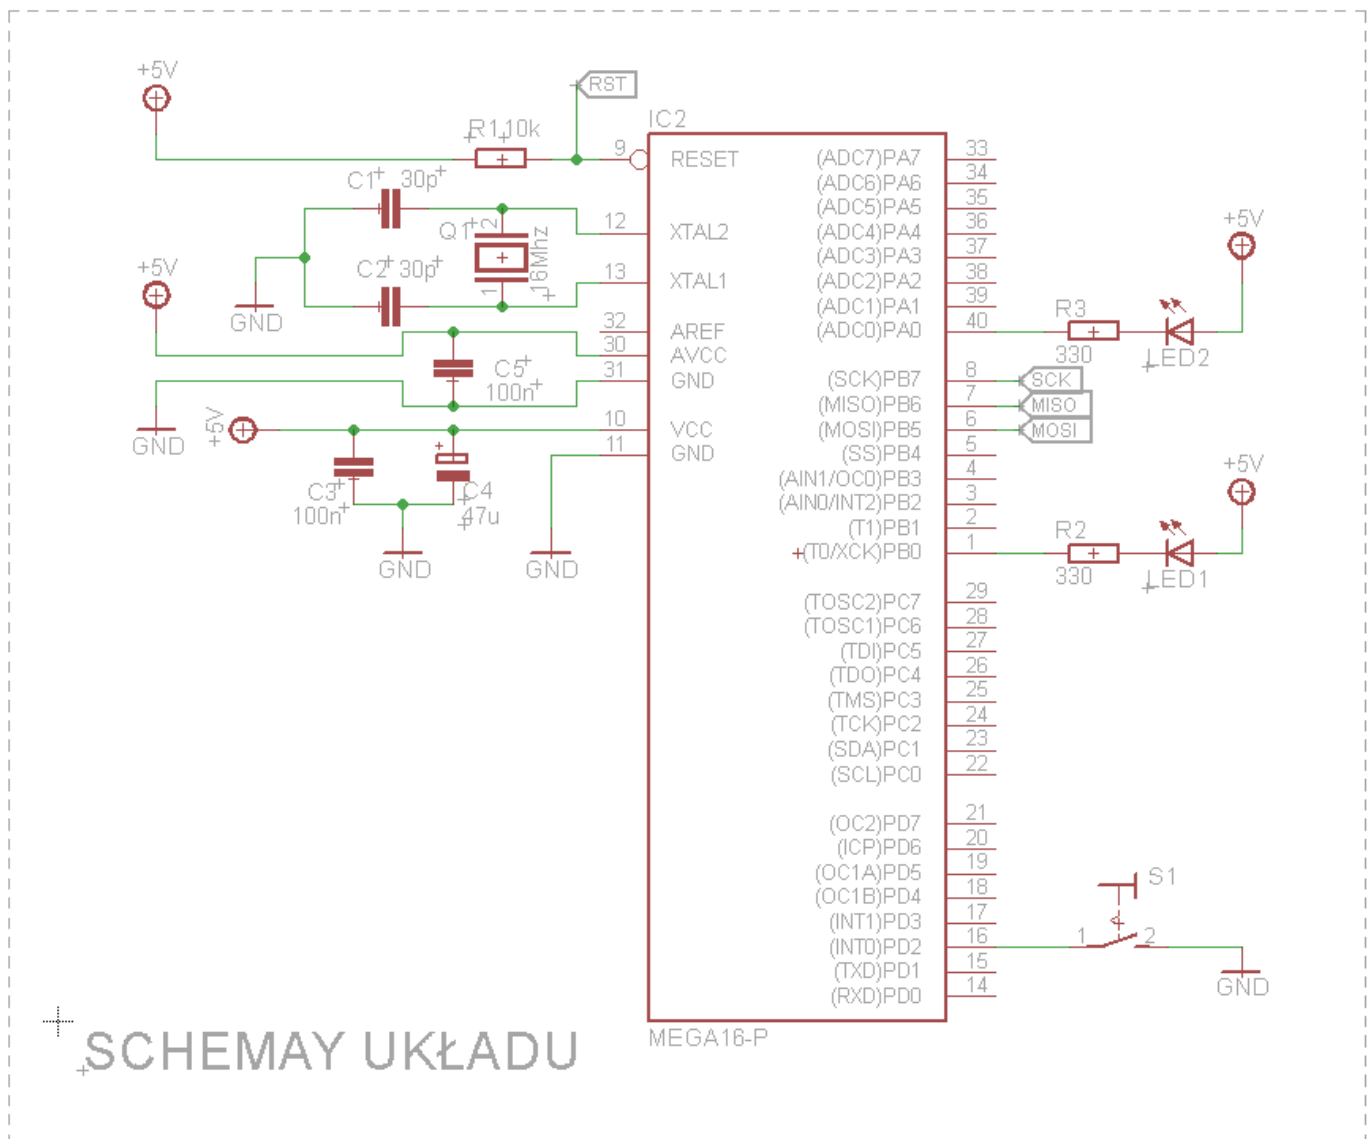 +5V
RST
IC2
R1 10k
9 RESET
(ADC7)PA7 33
(ADC6)PA6 34
C1 30p
(ADC5)PA5 35
12 XTAL2
(ADC4)PA4 36
Q1 2
16Mhz
1
(ADC3)PA3 37
+5V
+5V
C2 30p
13 XTAL1
(ADC2)PA2 38
(ADC1)PA1 39
GND
32 AREF
(ADC0)PA0 40
R3
330
LED2
30 AVCC
C5
100n
31 GND
(SCK)PB7 8 SCK
(MISO)PB6 7 MISO
GND
+5V
10 VCC
(MOSI)PB5 6 MOSI
11 GND
(SS)PB4 5
+5V
(AIN1/OC0)PB3 4
C3
100n
C4
47u
(AIN0/INT2)PB2 3
(T1)PB1 2
(T0/XCK)PB0 1
R2
330
LED1
GND
GND
(TOSC2)PC7 29
(TOSC1)PC6 28
(TDI)PC5 27
(TDO)PC4 26
(TMS)PC3 25
(TCK)PC2 24
(SDA)PC1 23
(SCL)PC0 22
(OC2)PD7 21
(ICP)PD6 20
(OC1A)PD5 19
(OC1B)PD4 18
S1
(INT1)PD3 17
(INT0)PD2 16
1 2
(TXD)PD1 15
(RXD)PD0 14
GND
MEGA16-P
SCHEMAY UKŁADU